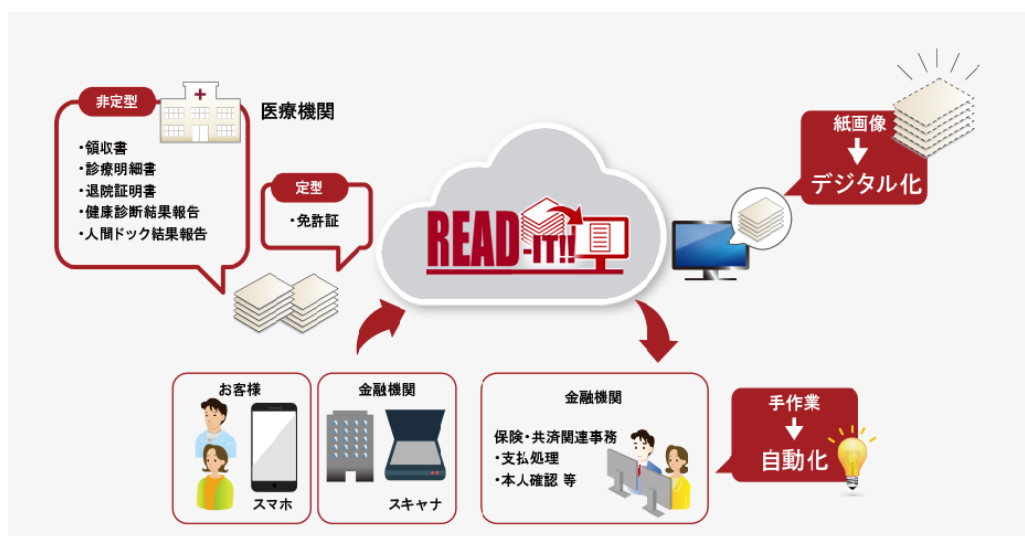 非定型
医療機関
・領収書
・診療明細書
・退院証明書
・健康診断結果報告
・人間ドック結果報告
定型
・免許証
READ-IT!!
紙画像
デジタル化
お客様
スマホ
金融機関
スキャナ
金融機関
保険・共済関連事務
・支払処理
・本人確認 等
手作業
自動化